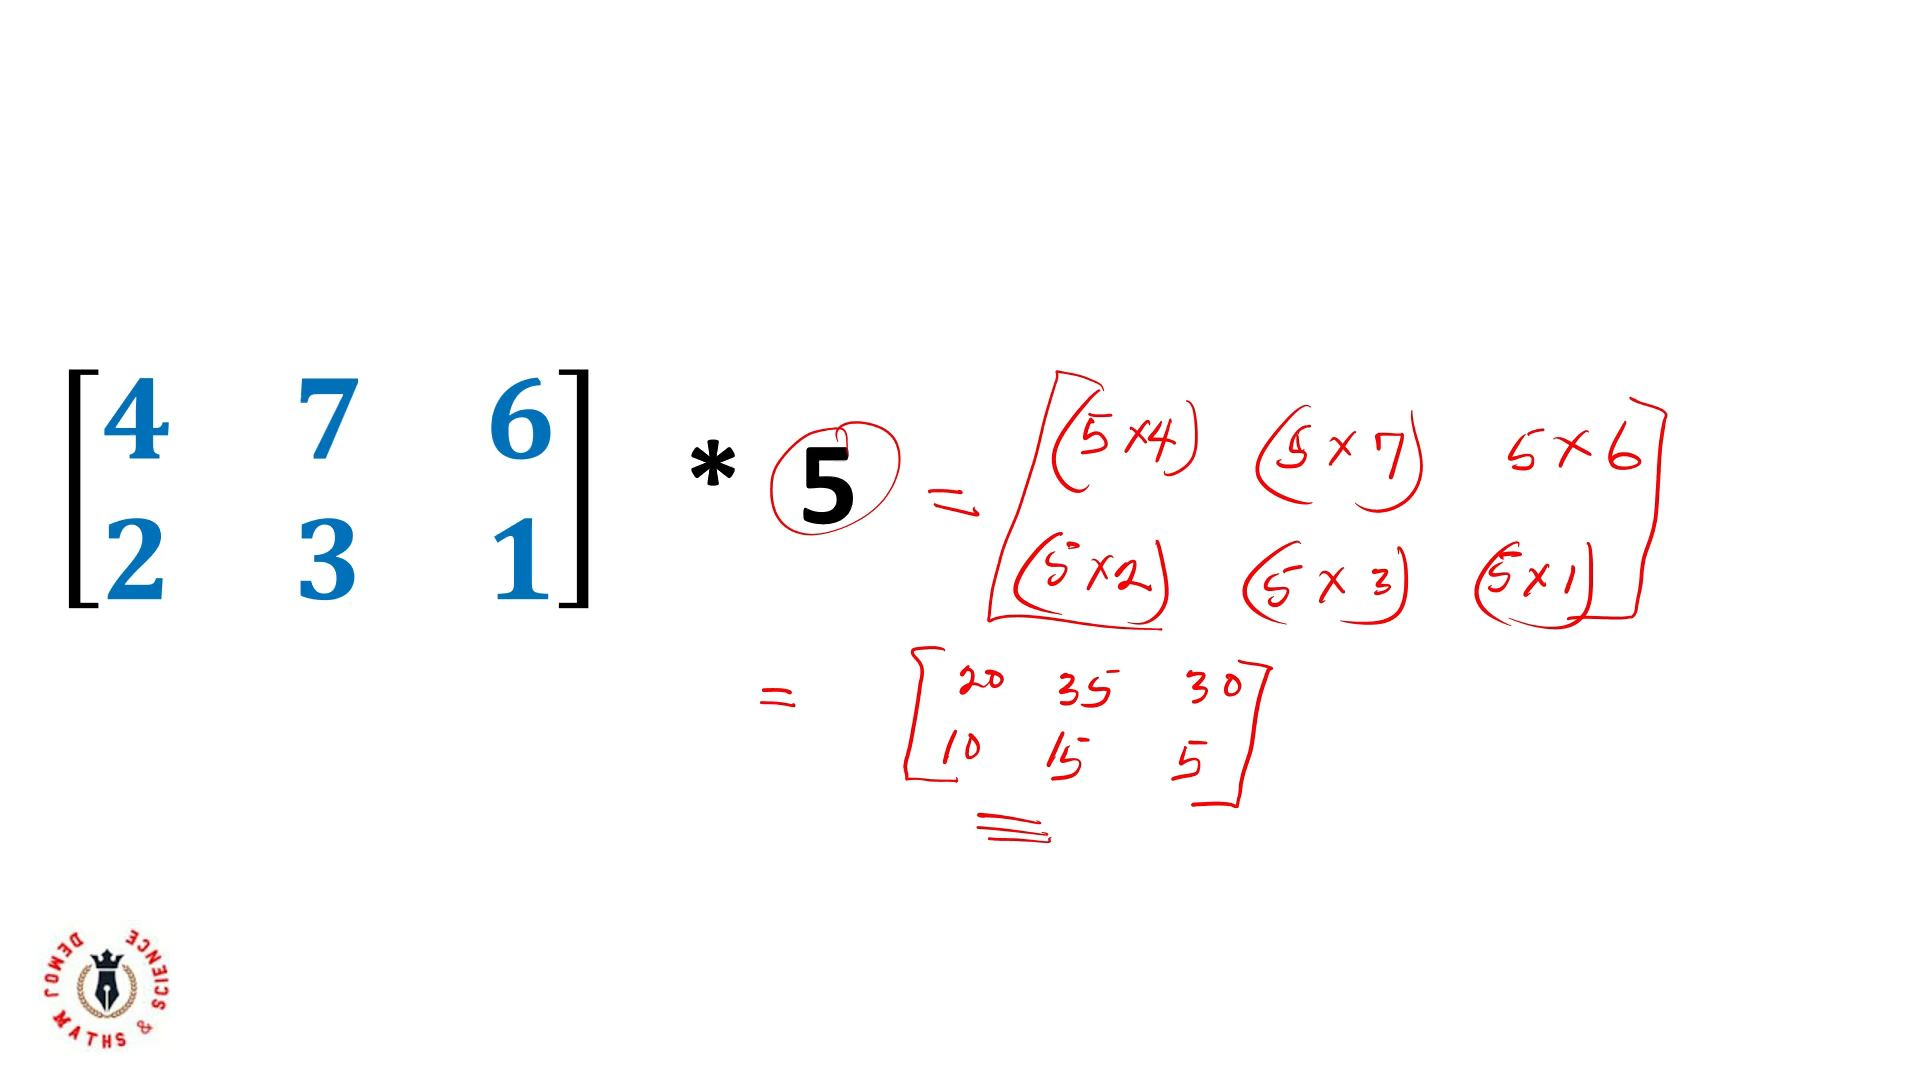 [4 7 6] * 5 = [(5×4) (5×7) 5×6]
[2 3 1] [(5×2) (5×3) (5×1)]
= [20 35 30]
[10 15 5]
DEMOJ MATHS & SCIENCE